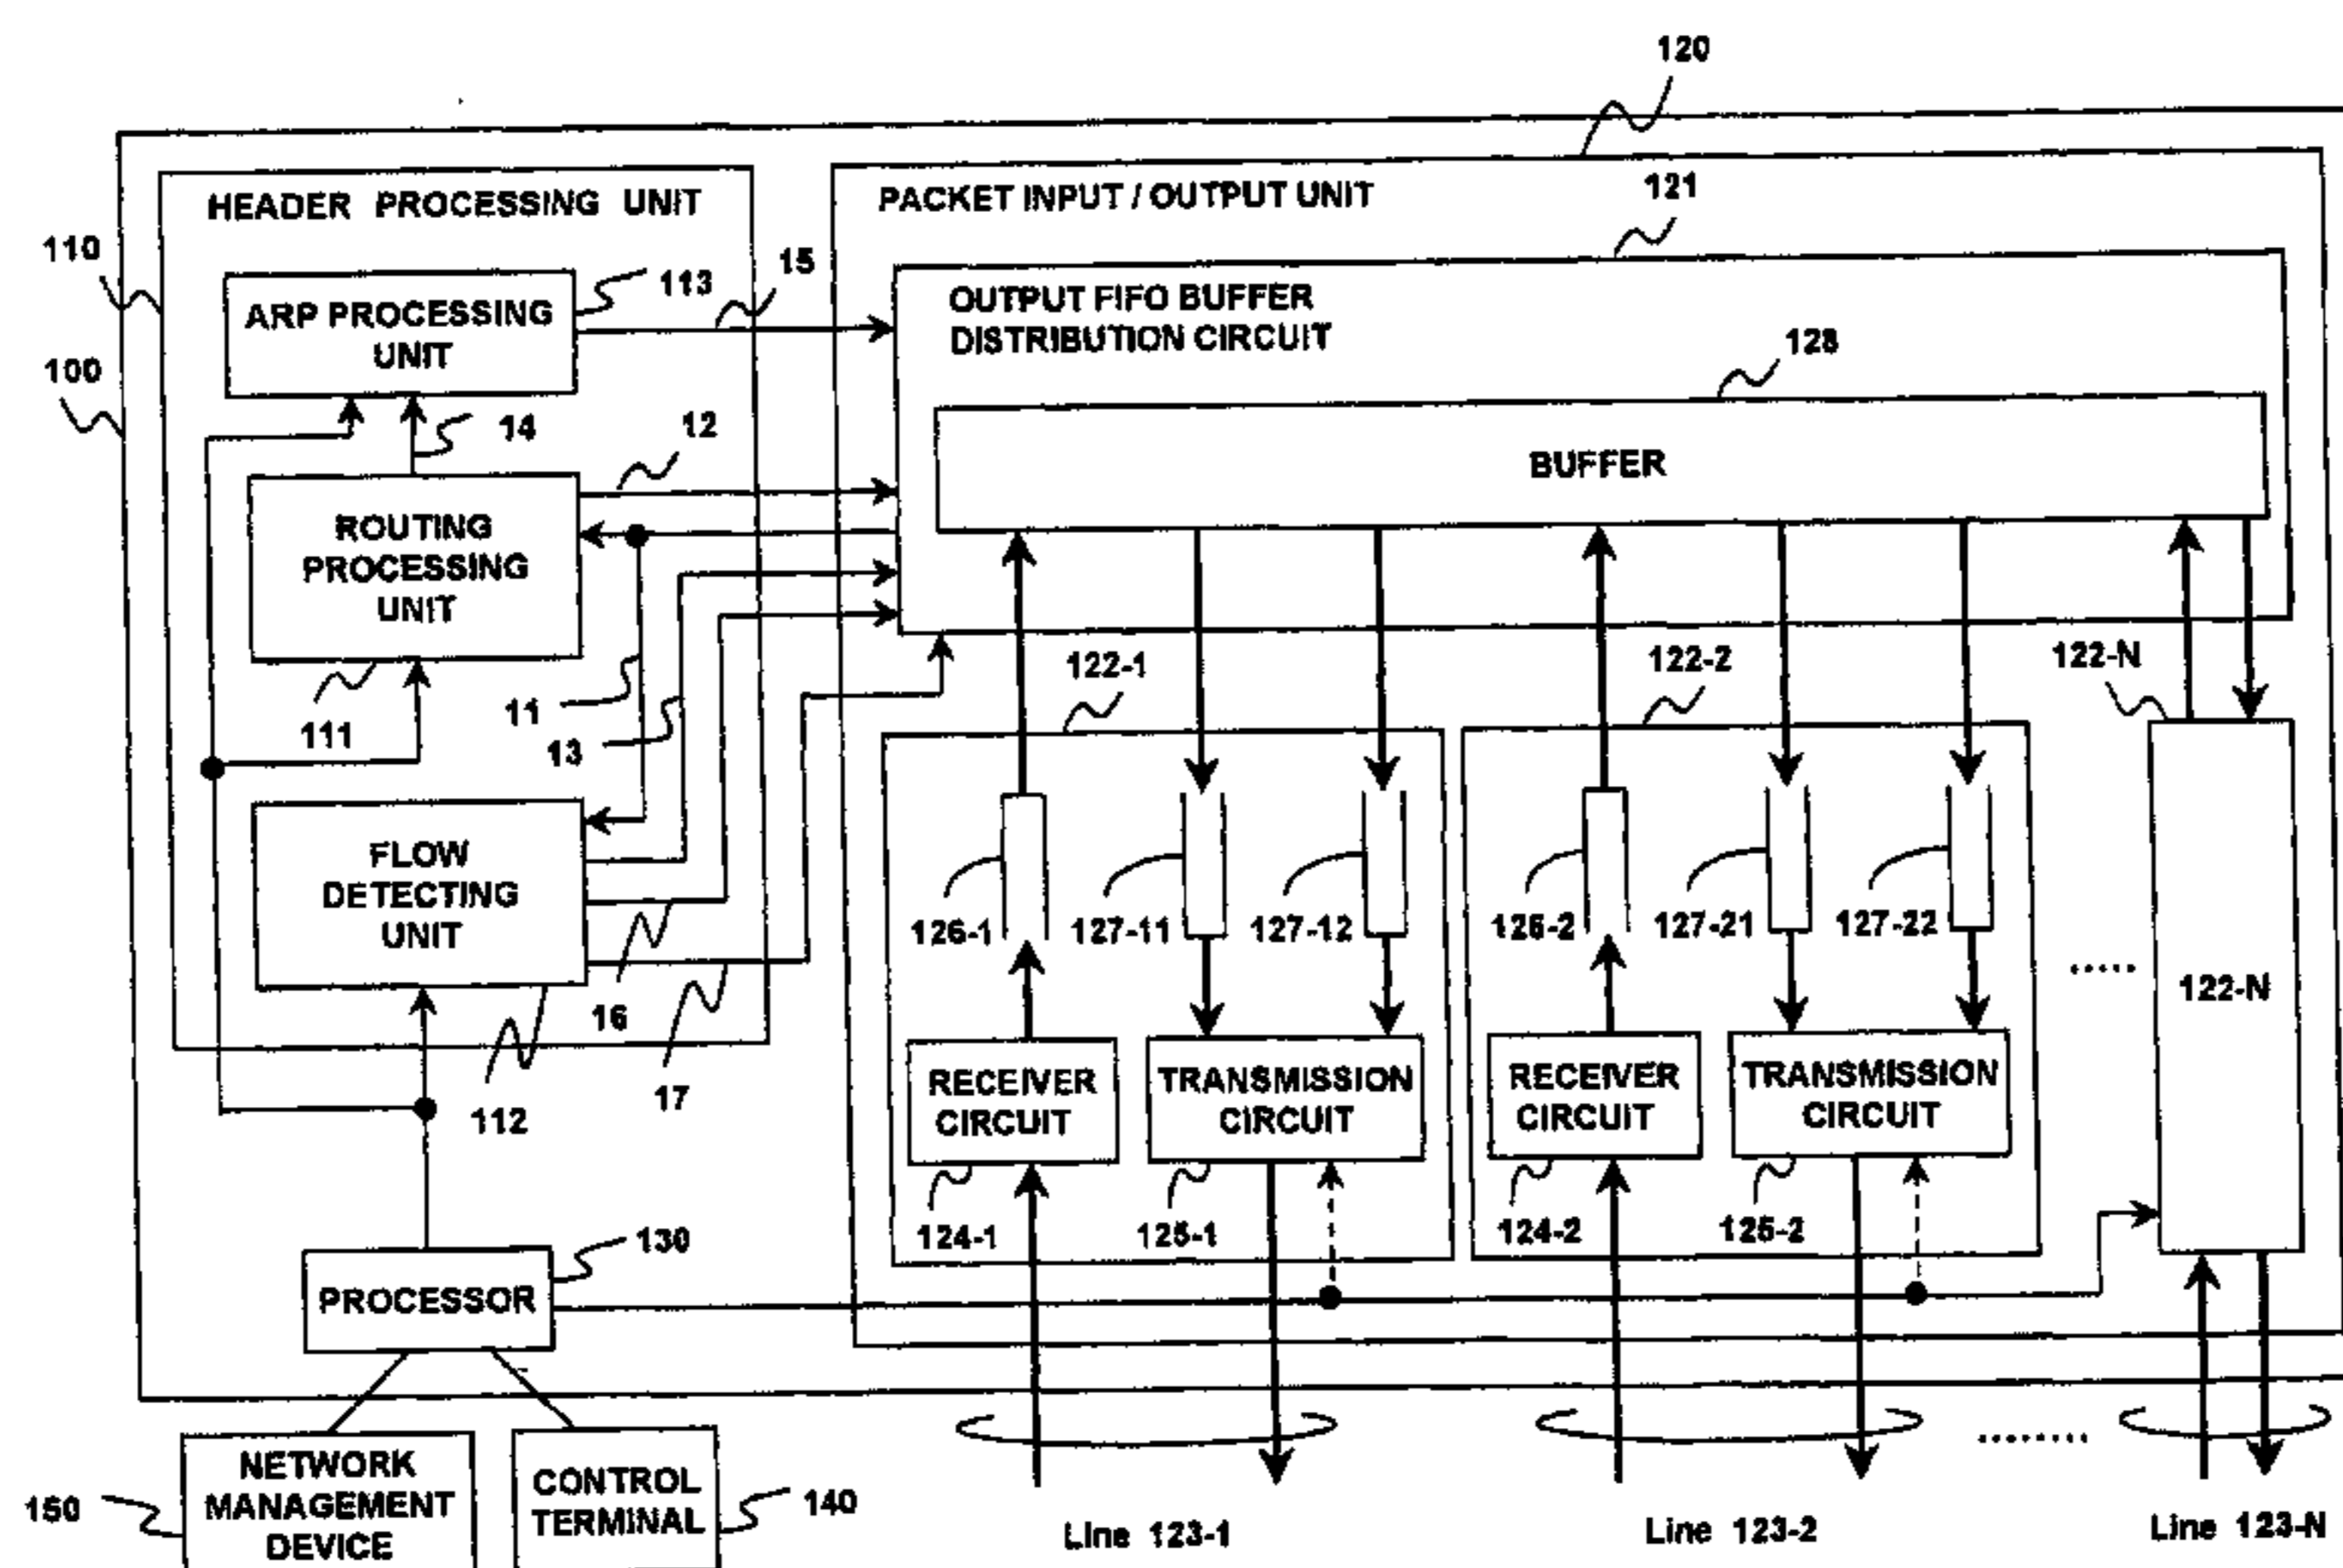 120
HEADER PROCESSING UNIT
PACKET INPUT / OUTPUT UNIT
121
110
ARP PROCESSING
UNIT
113
15
OUTPUT FIFO BUFFER
DISTRIBUTION CIRCUIT
128
100
14
12
BUFFER
ROUTING
PROCESSING
UNIT
111
11
13
122-1
122-2
122-N
FLOW
DETECTING
UNIT
126-1
127-11
127-12
126-2
127-21
127-22
......
122-N
16
17
112
RECEIVER
CIRCUIT
TRANSMISSION
CIRCUIT
RECEIVER
CIRCUIT
TRANSMISSION
CIRCUIT
124-1
125-1
124-2
125-2
130
PROCESSOR
NETWORK
MANAGEMENT
DEVICE
150
CONTROL
TERMINAL
140
.........
Line 123-1
Line 123-2
Line 123-N